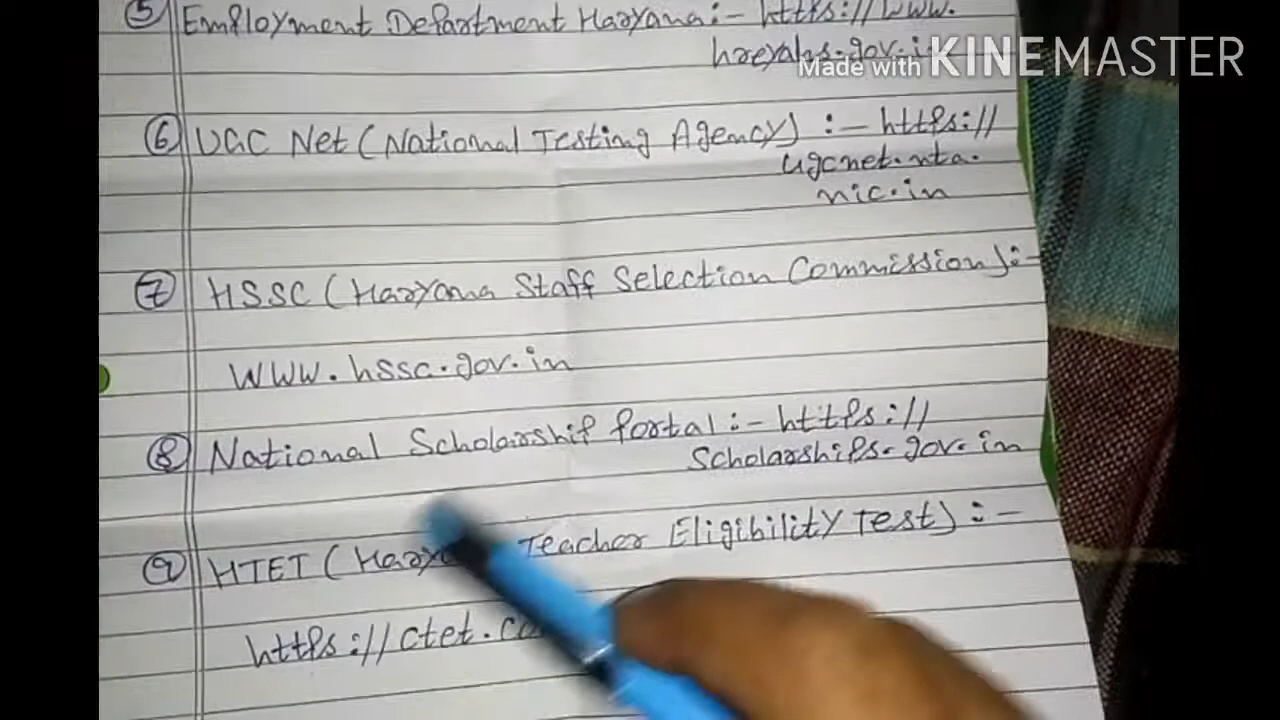 ⑤ Employment Department Haryana :- https://www.
hreyahs.gov.in
Made with KINEMASTER
⑥ UGC Net (National Testing Agency) :- https://
ugcnet.nta.
nic.in
⑦ HSSC (Haryana Staff Selection Commission) :-
WWW.hssc.gov.in
⑧ National Scholarship Portal :- https://
Scholarships.gov.in
⑨ HTET ( Teacher Eligibility Test) :-
https://ctet.